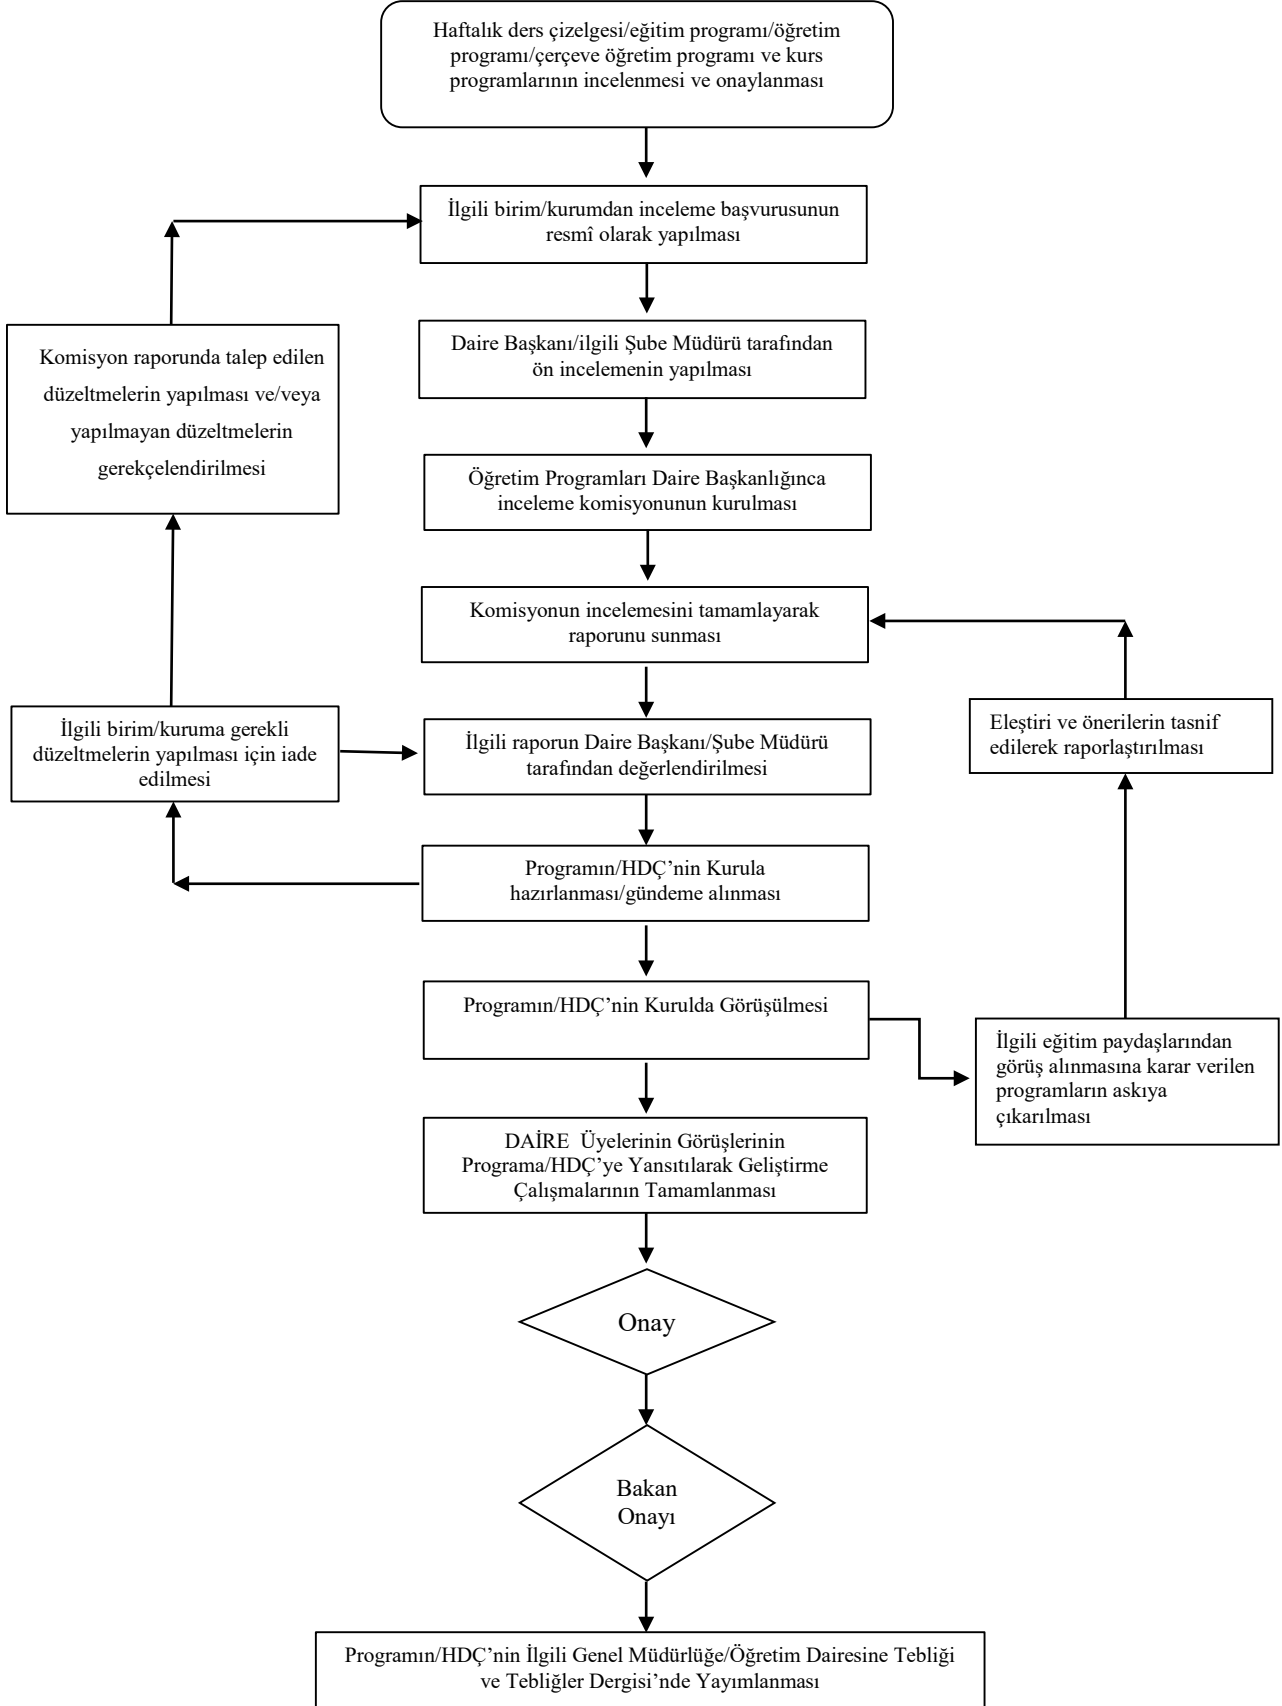 Haftalık ders çizelgesi/eğitim programı/öğretim
programı/çerçeve öğretim programı ve kurs
programlarının incelenmesi ve onaylanması
İlgili birim/kurumdan inceleme başvurusunun
resmî olarak yapılması
Daire Başkanı/ilgili Şube Müdürü tarafından
ön incelemenin yapılması
Komisyon raporunda talep edilen
düzeltmelerin yapılması ve/veya
yapılmayan düzeltmelerin
gerekçelendirilmesi
Öğretim Programları Daire Başkanlığınca
inceleme komisyonunun kurulması
Komisyonun incelemesini tamamlayarak
raporunu sunması
İlgili birim/kuruma gerekli
düzeltmelerin yapılması için iade
edilmesi
İlgili raporun Daire Başkanı/Şube Müdürü
tarafından değerlendirilmesi
Eleştiri ve önerilerin tasnif
edilerek raporlaştırılması
Programın/HDÇ’nin Kurula
hazırlanması/gündeme alınması
Programın/HDÇ’nin Kurulda Görüşülmesi
İlgili eğitim paydaşlarından
görüş alınmasına karar verilen
programların askıya
çıkarılması
DAİRE Üyelerinin Görüşlerinin
Programa/HDÇ’ye Yansıtılarak Geliştirme
Çalışmalarının Tamamlanması
Onay
Bakan
Onayı
Programın/HDÇ’nin İlgili Genel Müdürlüğe/Öğretim Dairesine Tebliği
ve Tebliğler Dergisi’nde Yayımlanması